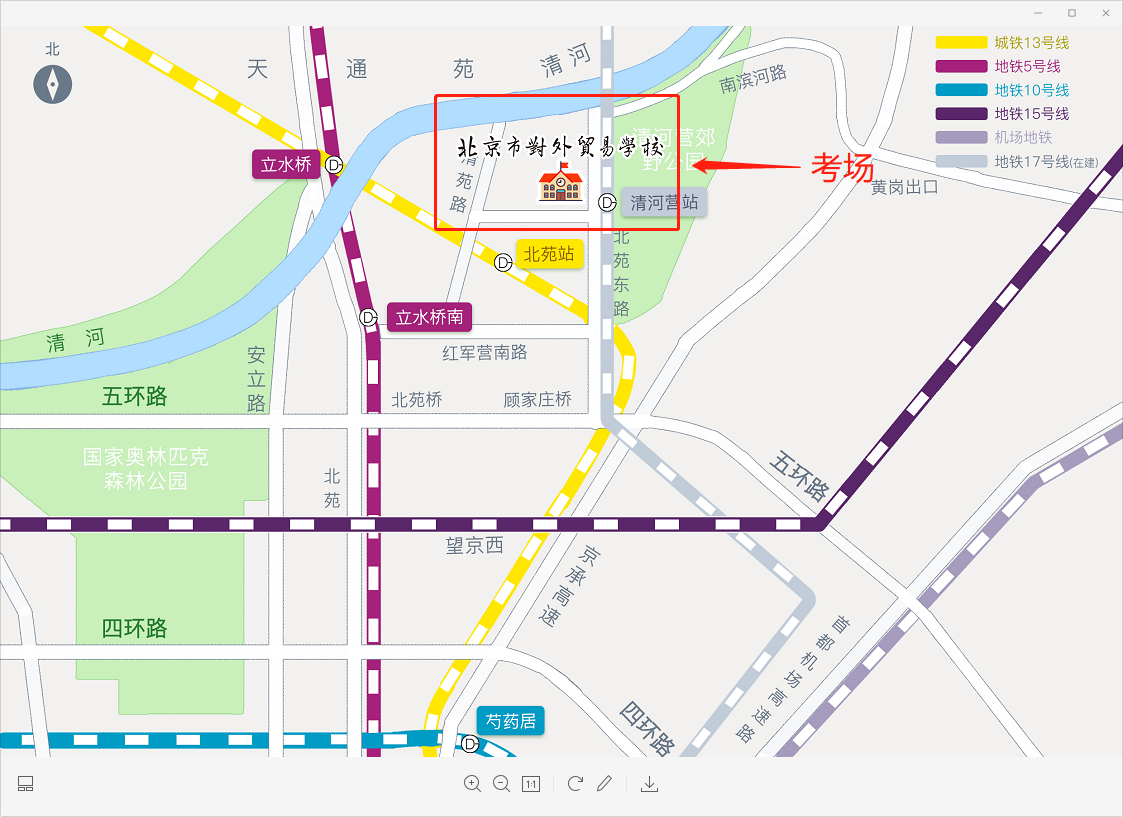 北
天 通 苑
清河
南滨河路
城铁13号线
地铁5号线
地铁10号线
地铁15号线
机场地铁
地铁17号线(在建)
北京市對外貿易學校
清河营郊
野公园
考场
黄岗出口
立水桥
清苑路
清河营站
北苑站
北苑东路
立水桥南
清 河
红军营南路
安立路
五环路
北苑桥
顾家庄桥
国家奥林匹克
森林公园
北苑
五环路
望京西
京承高速
四环路
首都机场高速路
四环路
芍药居
1:1